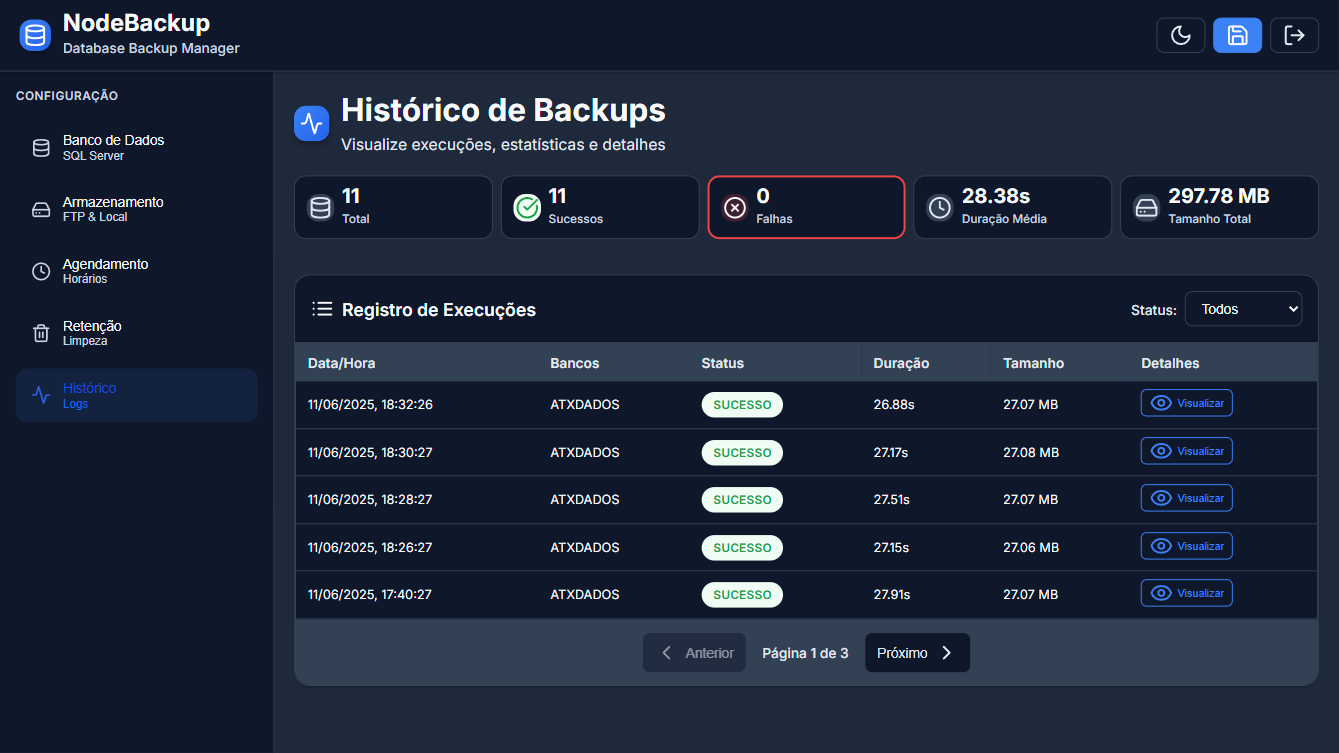 NodeBackup
Database Backup Manager
CONFIGURAÇÃO
Banco de Dados
SQL Server
Armazenamento
FTP & Local
Agendamento
Horários
Retenção
Limpeza
Histórico
Logs
Histórico de Backups
Visualize execuções, estatísticas e detalhes
11
Total
11
Sucessos
0
Falhas
28.38s
Duração Média
297.78 MB
Tamanho Total
Registro de Execuções
Status: Todos
Data/Hora Bancos Status Duração Tamanho Detalhes
11/06/2025, 18:32:26 ATXDADOS SUCESSO 26.88s 27.07 MB Visualizar
11/06/2025, 18:30:27 ATXDADOS SUCESSO 27.17s 27.08 MB Visualizar
11/06/2025, 18:28:27 ATXDADOS SUCESSO 27.51s 27.07 MB Visualizar
11/06/2025, 18:26:27 ATXDADOS SUCESSO 27.15s 27.06 MB Visualizar
11/06/2025, 17:40:27 ATXDADOS SUCESSO 27.91s 27.07 MB Visualizar
Anterior Página 1 de 3 Próximo